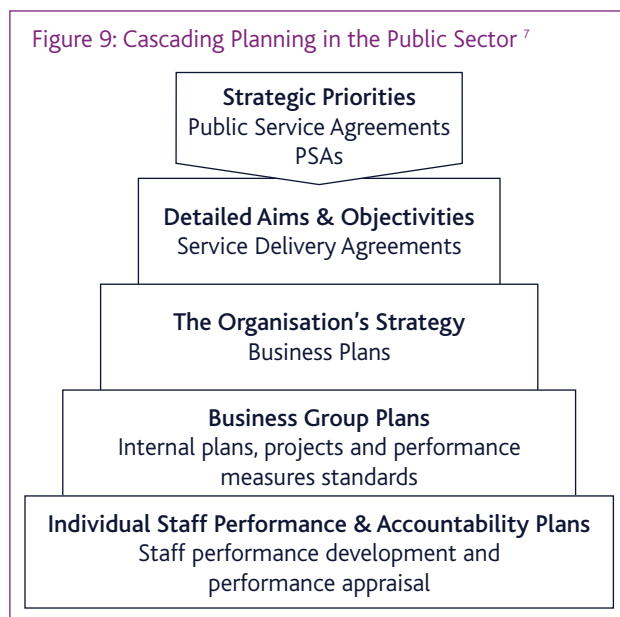 Figure 9: Cascading Planning in the Public Sector 7
Strategic Priorities
Public Service Agreements
PSAs
Detailed Aims & Objectivities
Service Delivery Agreements
The Organisation's Strategy
Business Plans
Business Group Plans
Internal plans, projects and performance
measures standards
Individual Staff Performance & Accountability Plans
Staff performance development and
performance appraisal